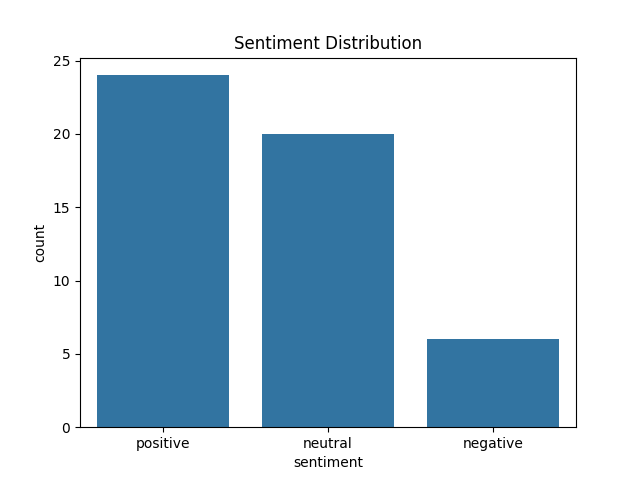 Sentiment Distribution
25
20
15
10
5
0
count
positive
neutral
negative
sentiment